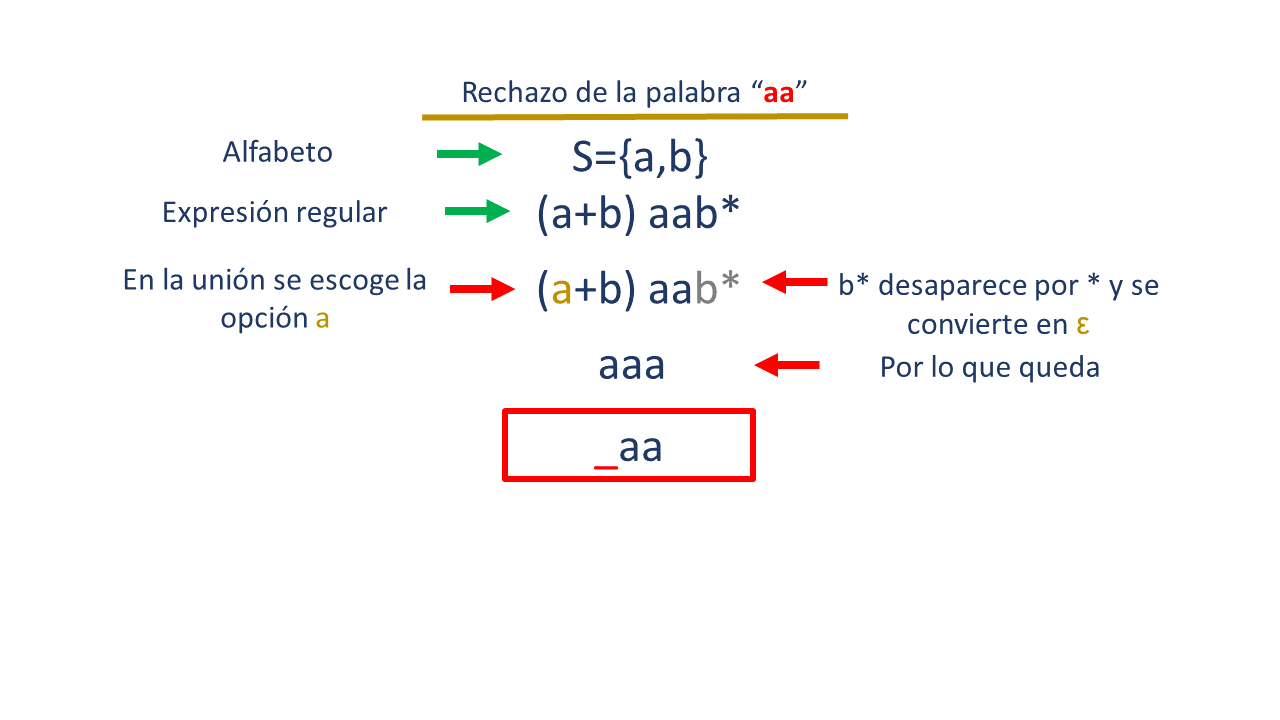 Rechazo de la palabra “aa”
Alfabeto
S={a,b}
Expresión regular
(a+b) aab*
En la unión se escoge la
opción a
(a+b) aab*
b* desaparece por * y se
convierte en ε
aaa
Por lo que queda
_aa